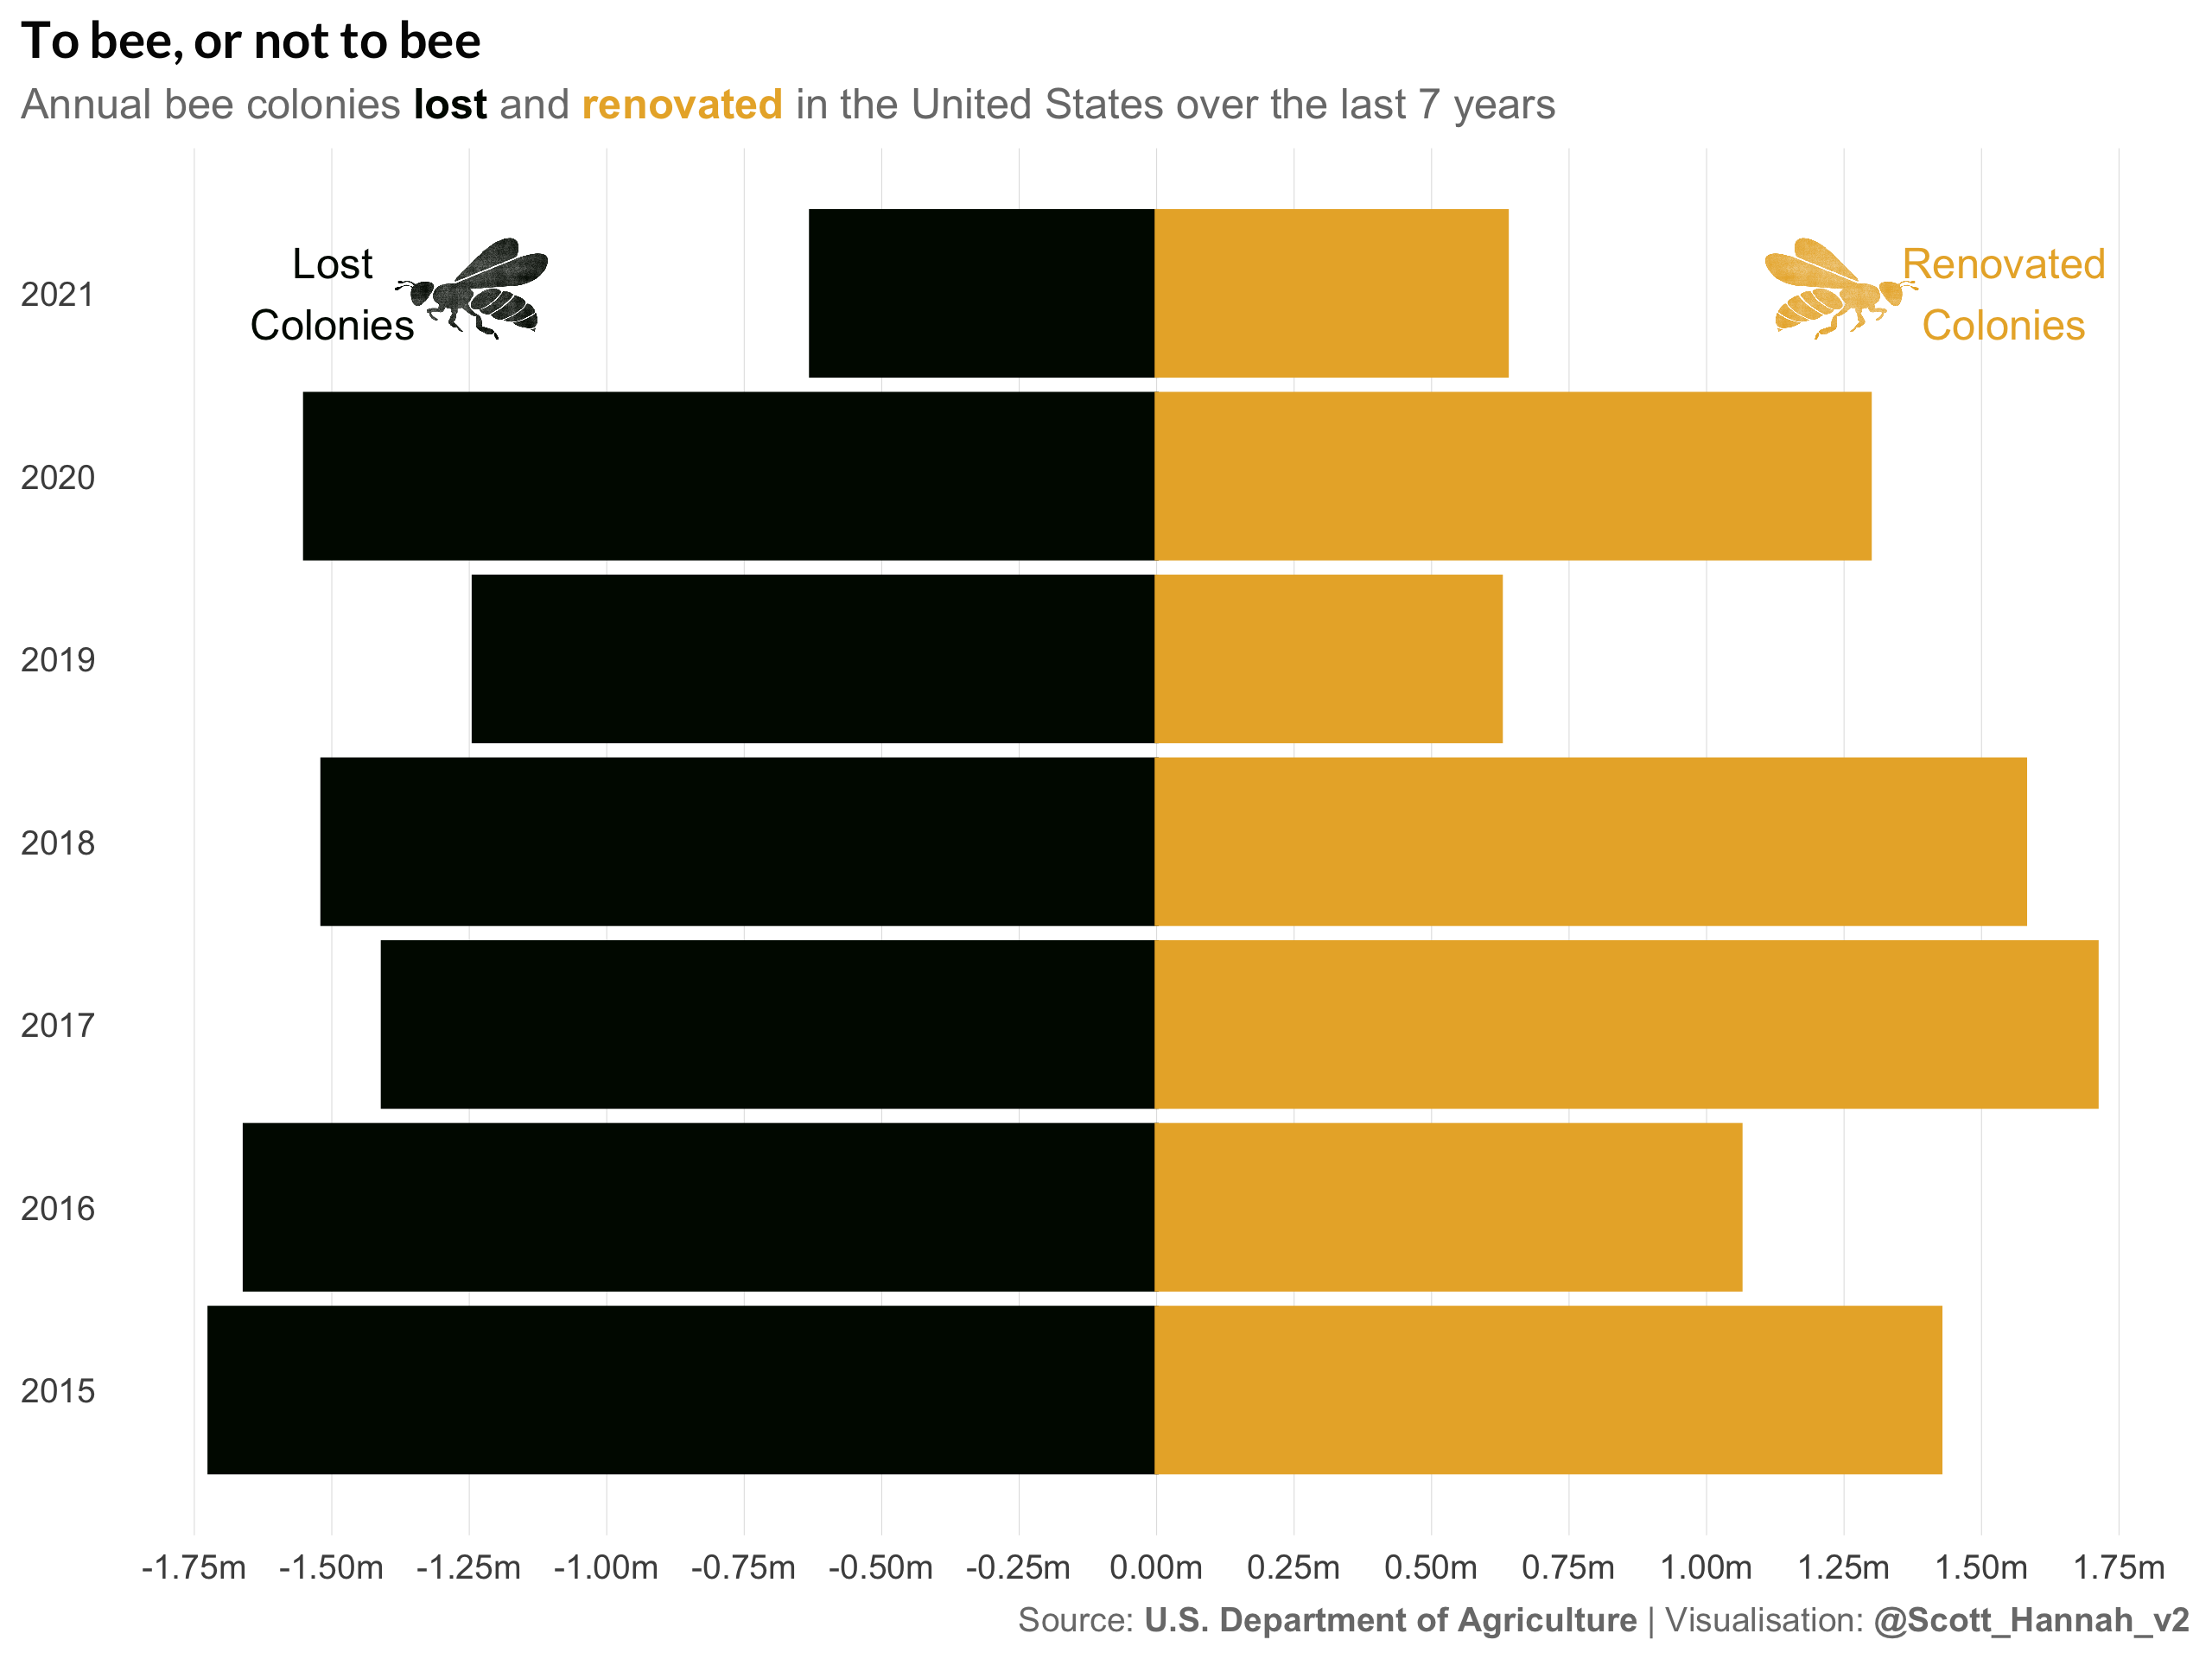 To bee, or not to bee
Annual bee colonies lost and renovated in the United States over the last 7 years
Lost
Colonies
Renovated
Colonies
2021
2020
2019
2018
2017
2016
2015
-1.75m -1.50m -1.25m -1.00m -0.75m -0.50m -0.25m 0.00m 0.25m 0.50m 0.75m 1.00m 1.25m 1.50m 1.75m
Source: U.S. Department of Agriculture | Visualisation: @Scott_Hannah_v2